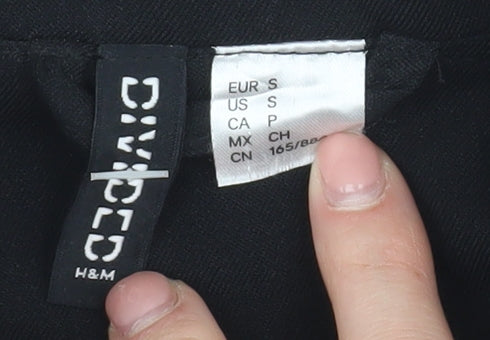 DIVIDED
H&M
EUR S
US S
CA P
MX CH
CN 165/88